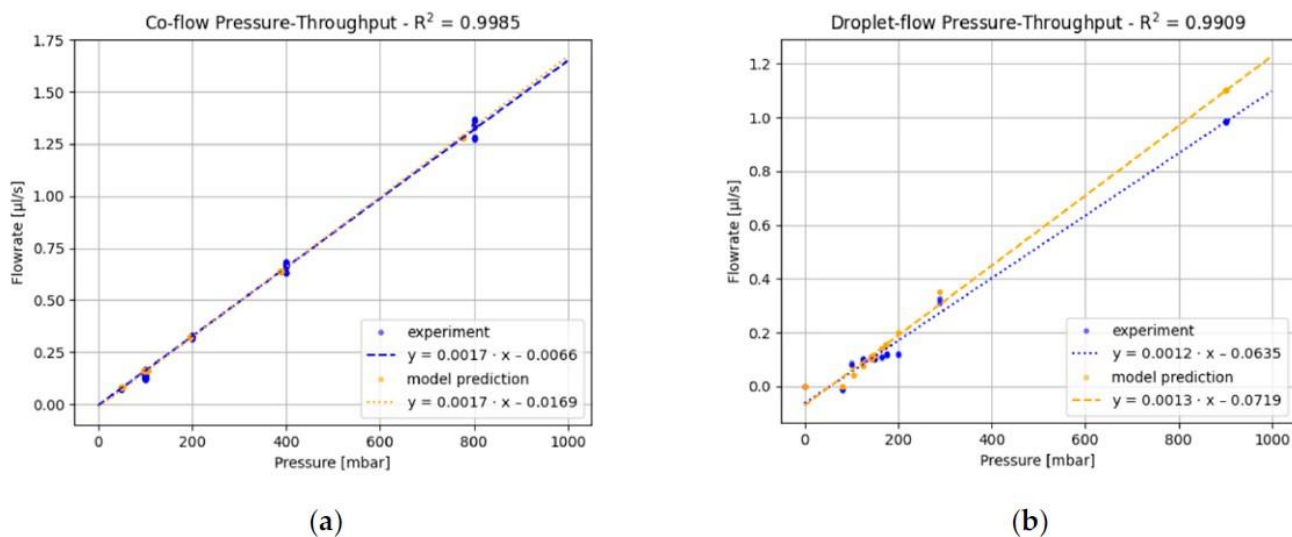 Co-flow Pressure-Throughput - R² = 0.9985
1.75
1.50
1.25
1.00
0.75
0.50
0.25
0.00
Flowrate [µl/s]
experiment
y = 0.0017 · x – 0.0066
model prediction
y = 0.0017 · x – 0.0169
0 200 400 600 800 1000
Pressure [mbar]
(a)
Droplet-flow Pressure-Throughput - R² = 0.9909
1.2
1.0
0.8
0.6
0.4
0.2
0.0
Flowrate [µl/s]
experiment
y = 0.0012 · x – 0.0635
model prediction
y = 0.0013 · x – 0.0719
0 200 400 600 800 1000
Pressure [mbar]
(b)